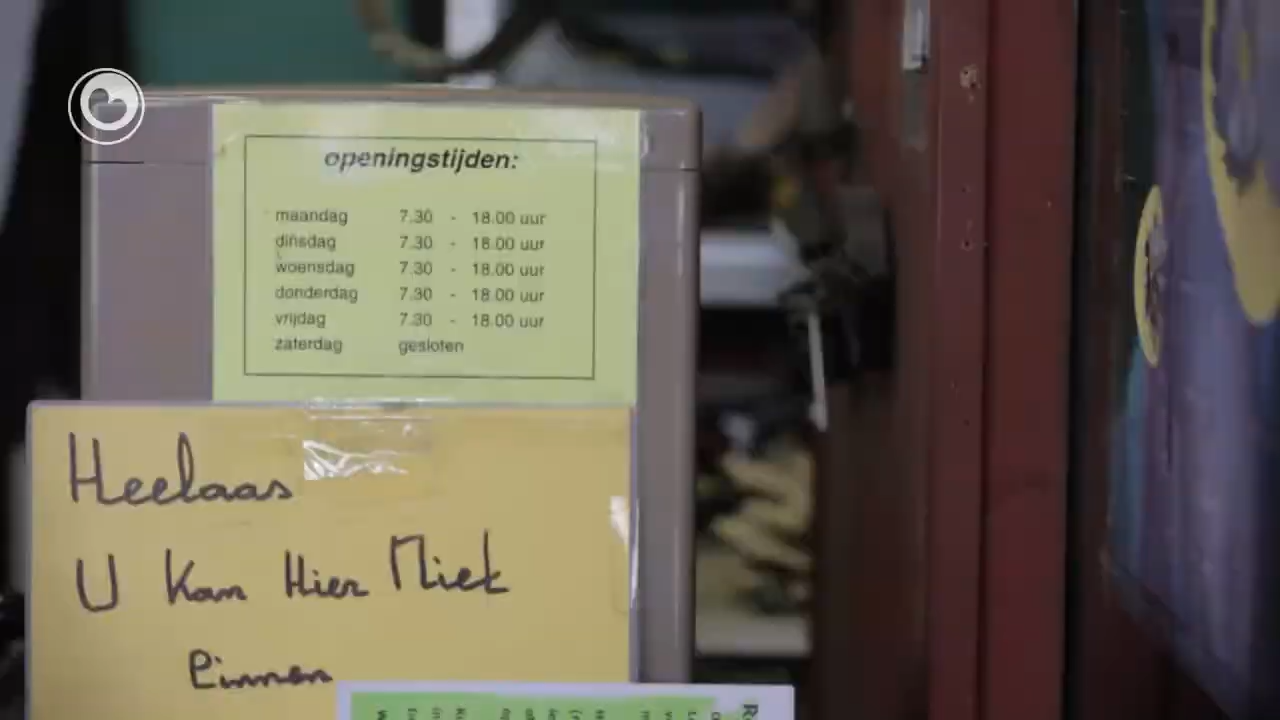 openingstijden:
maandag 7.30 - 18.00 uur
dinsdag 7.30 - 18.00 uur
woensdag 7.30 - 18.00 uur
donderdag 7.30 - 18.00 uur
vrijdag 7.30 - 18.00 uur
zaterdag gesloten
Heelaas
U Kan Hier Niet
Pinnen